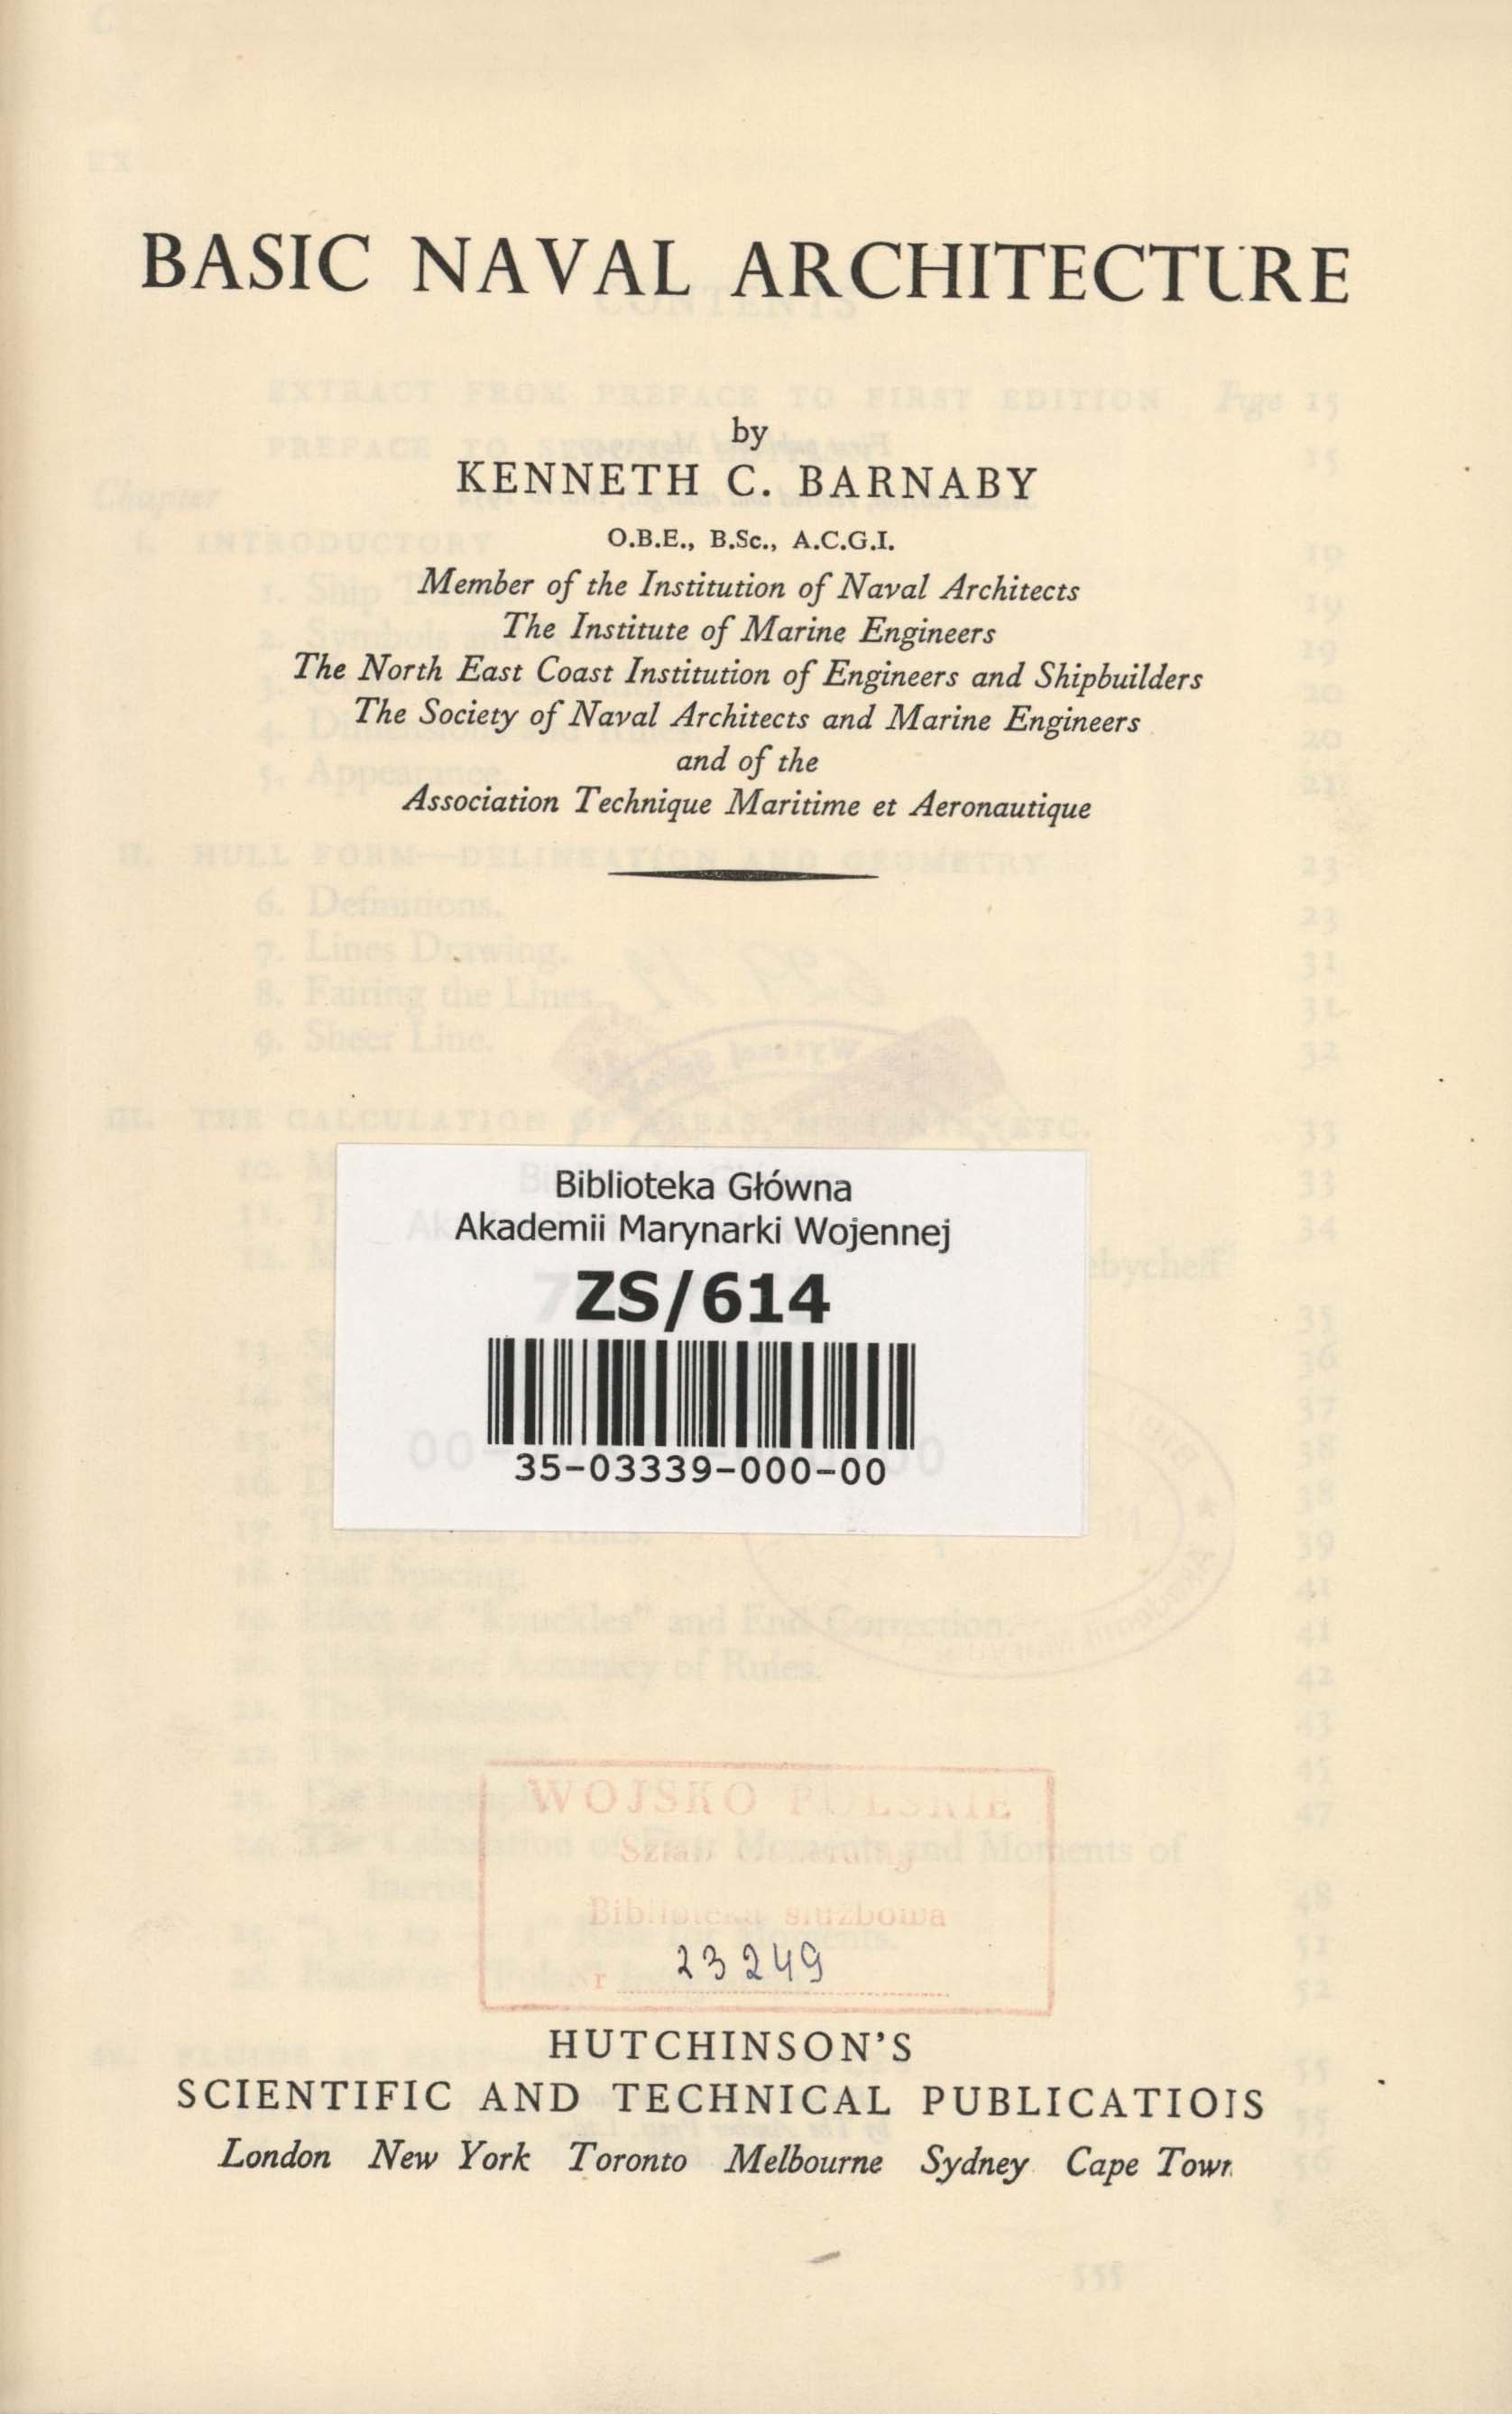 BASIC NAVAL ARCHITECTURE
by
KENNETH C. BARNABY
O.B.E., B.Sc., A.C.G.I.
Member of the Institution of Naval Architects
The Institute of Marine Engineers
The North East Coast Institution of Engineers and Shipbuilders
The Society of Naval Architects and Marine Engineers
and of the
Association Technique Maritime et Aeronautique
Biblioteka Główna
Akademii Marynarki Wojennej
ZS/614
35-03339-000-00
WOJSKO POLSKIE
Biblioteka służbowa
23249
HUTCHINSON'S
SCIENTIFIC AND TECHNICAL PUBLICATIONS
London New York Toronto Melbourne Sydney Cape Town